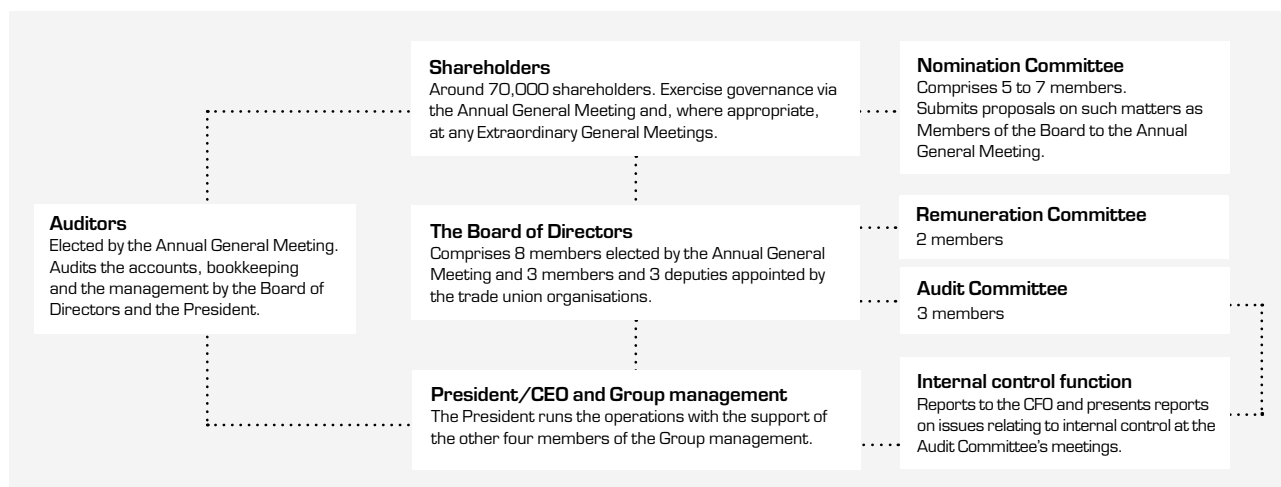 Shareholders
Around 70,000 shareholders. Exercise governance via
the Annual General Meeting and, where appropriate,
at any Extraordinary General Meetings.
Nomination Committee
Comprises 5 to 7 members.
Submits proposals on such matters as
Members of the Board to the Annual
General Meeting.
Auditors
Elected by the Annual General Meeting.
Audits the accounts, bookkeeping
and the management by the Board of
Directors and the President.
The Board of Directors
Comprises 8 members elected by the Annual General
Meeting and 3 members and 3 deputies appointed by
the trade union organisations.
Remuneration Committee
2 members
Audit Committee
3 members
President/CEO and Group management
The President runs the operations with the support of
the other four members of the Group management.
Internal control function
Reports to the CFO and presents reports
on issues relating to internal control at the
Audit Committee's meetings.